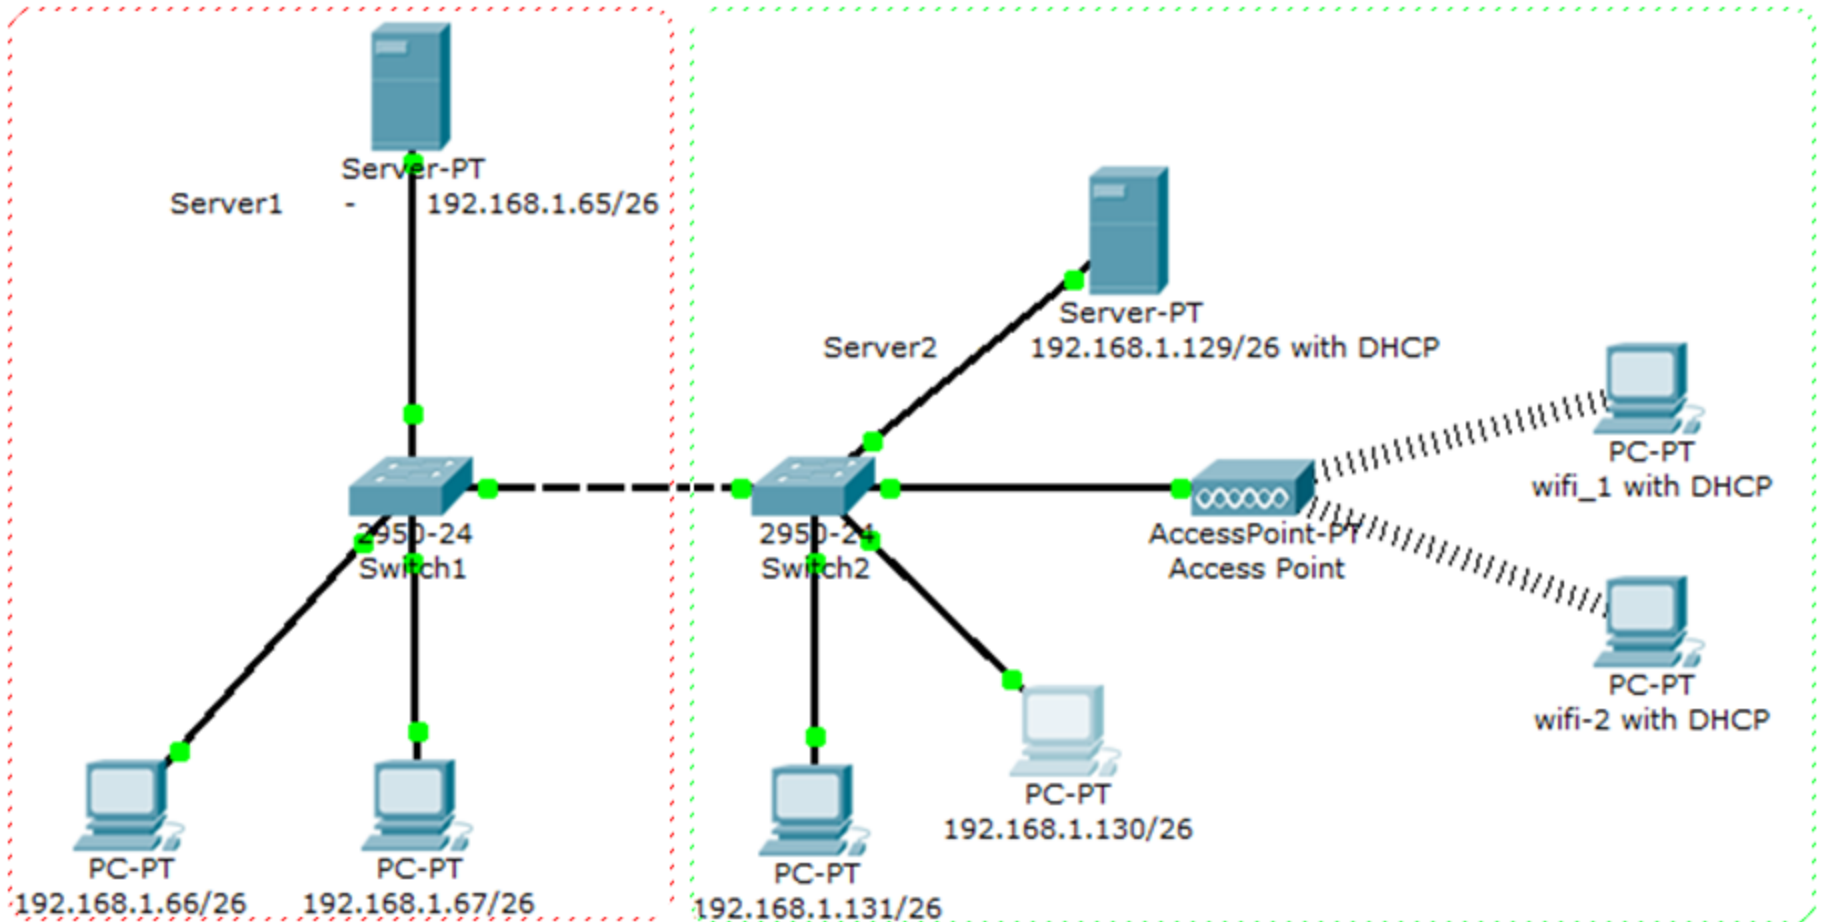 Server-PT
Server1 - 192.168.1.65/26
Server-PT
Server2 192.168.1.129/26 with DHCP
PC-PT
wifi_1 with DHCP
2950-24
Switch1
2950-24
Switch2
AccessPoint-PT
Access Point
PC-PT
wifi-2 with DHCP
PC-PT
192.168.1.130/26
PC-PT
192.168.1.66/26
PC-PT
192.168.1.67/26
PC-PT
192.168.1.131/26